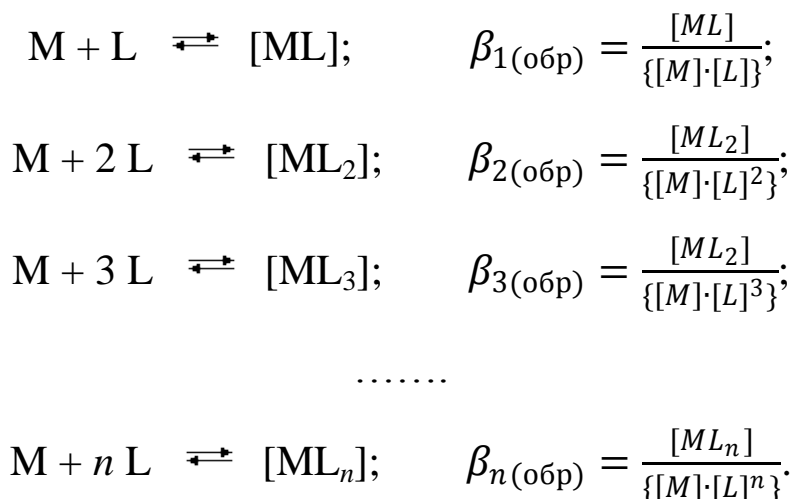 M + L ⇄ [ML]; β₁₍обр₎ = [ML] / {[M]·[L]};
M + 2 L ⇄ [ML₂]; β₂₍обр₎ = [ML₂] / {[M]·[L]²};
M + 3 L ⇄ [ML₃]; β₃₍обр₎ = [ML₂] / {[M]·[L]³};
.......
M + n L ⇄ [MLₙ]; βₙ₍обр₎ = [MLₙ] / {[M]·[L]ⁿ}.